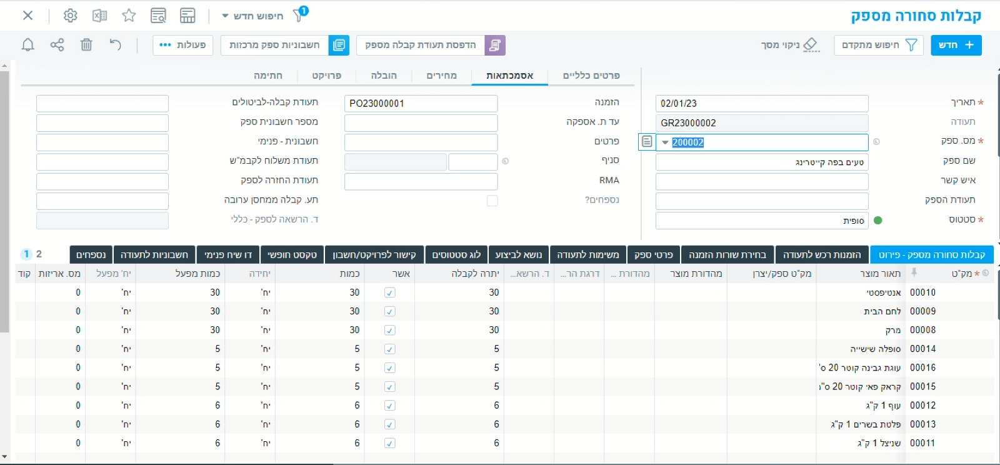 קבלות סחורה מספק
חיפוש חדש 1
חדש + חיפוש מתקדם ניקוי מסך הדפסת תעודת קבלה מספק חשבוניות ספק מרכזות פעולות
פרטים כלליים אסמכתאות מחירים הובלה פרויקט חתימה
* תאריך 02/01/23
תעודה GR23000002
* מס. ספק 200002
שם ספק טעים בפה קייטרינג
איש קשר
תעודת הספק
* סטטוס סופית
הזמנה PO23000001
עד ת. אספקה
פרטים
סניף
RMA
נספחים?
תעודת קבלה-לביטולים
מספר חשבונית ספק
חשבונית - פנימי
תעודת משלוח לקבמ"ש
תעודת החזרה לספק
תע. קבלה ממחסן ערובה
ד. הרשאה לספק - כללי
קבלות סחורה מספק - פירוט הזמנות רכש לתעודה בחירת שורות הזמנה פרטי ספק משימות לתעודה נושא לביצוע לוג סטטוסים קישור לפרויקט/חשבון טקסט חופשי דו שיח פנימי חשבוניות לתעודה נספחים 2 1
* מק"ט תאור מוצר מק"ט ספק/יצרן מהדורת מוצר מהדורת ... דרגת הר... ד. הרשא... יתרה לקבלה אשר כמות יחידה כמות מפעל יח' מפעל מס. אריזות קוד
00010 אנטיפסטי 30 30 יח' 30 יח' 0
00009 לחם הבית 30 30 יח' 30 יח' 0
00008 מרק 30 30 יח' 30 יח' 0
00014 סופלה שישייה 5 5 יח' 5 יח' 0
00016 עוגת גבינה קוטר 20 ס" 5 5 יח' 5 יח' 0
00015 קראק פאי קוטר 20 ס"מ 5 5 יח' 5 יח' 0
00012 עוף 1 ק"ג 6 6 יח' 6 יח' 0
00013 פלטת בשרים 1 ק"ג 6 6 יח' 6 יח' 0
00011 שניצל 1 ק"ג 6 6 יח' 6 יח' 0